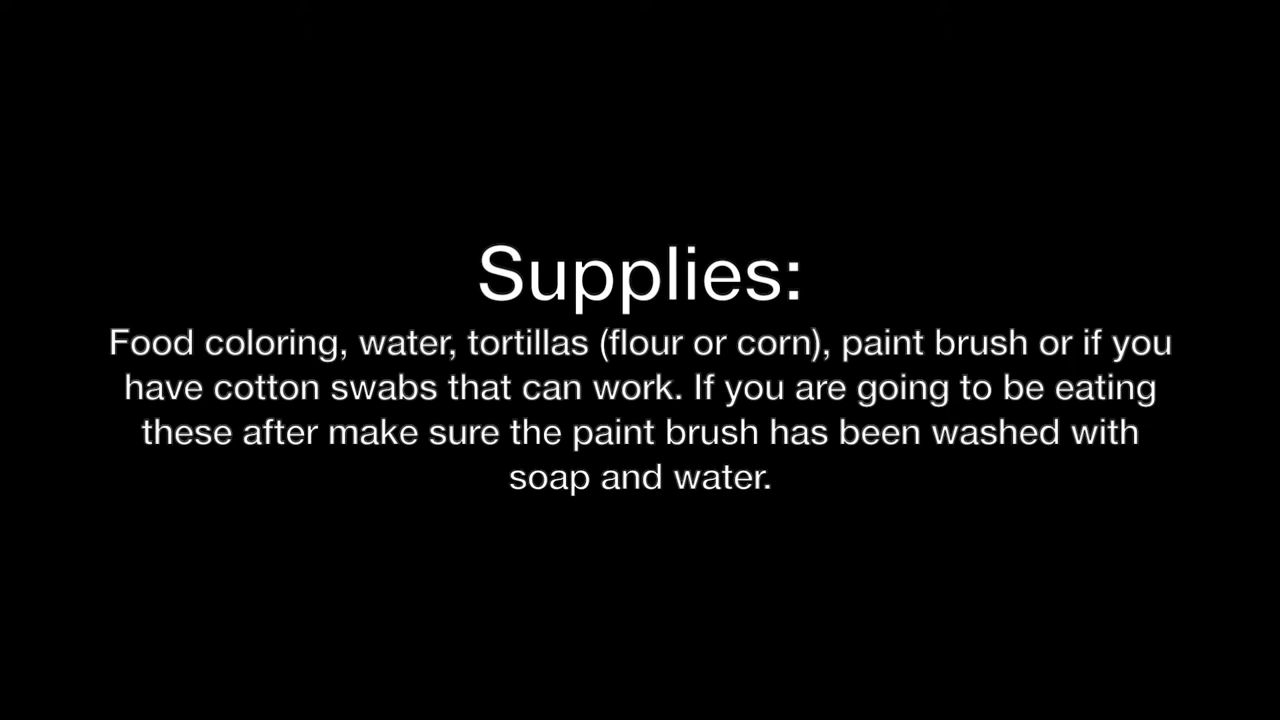 Supplies:
Food coloring, water, tortillas (flour or corn), paint brush or if you
have cotton swabs that can work. If you are going to be eating
these after make sure the paint brush has been washed with
soap and water.